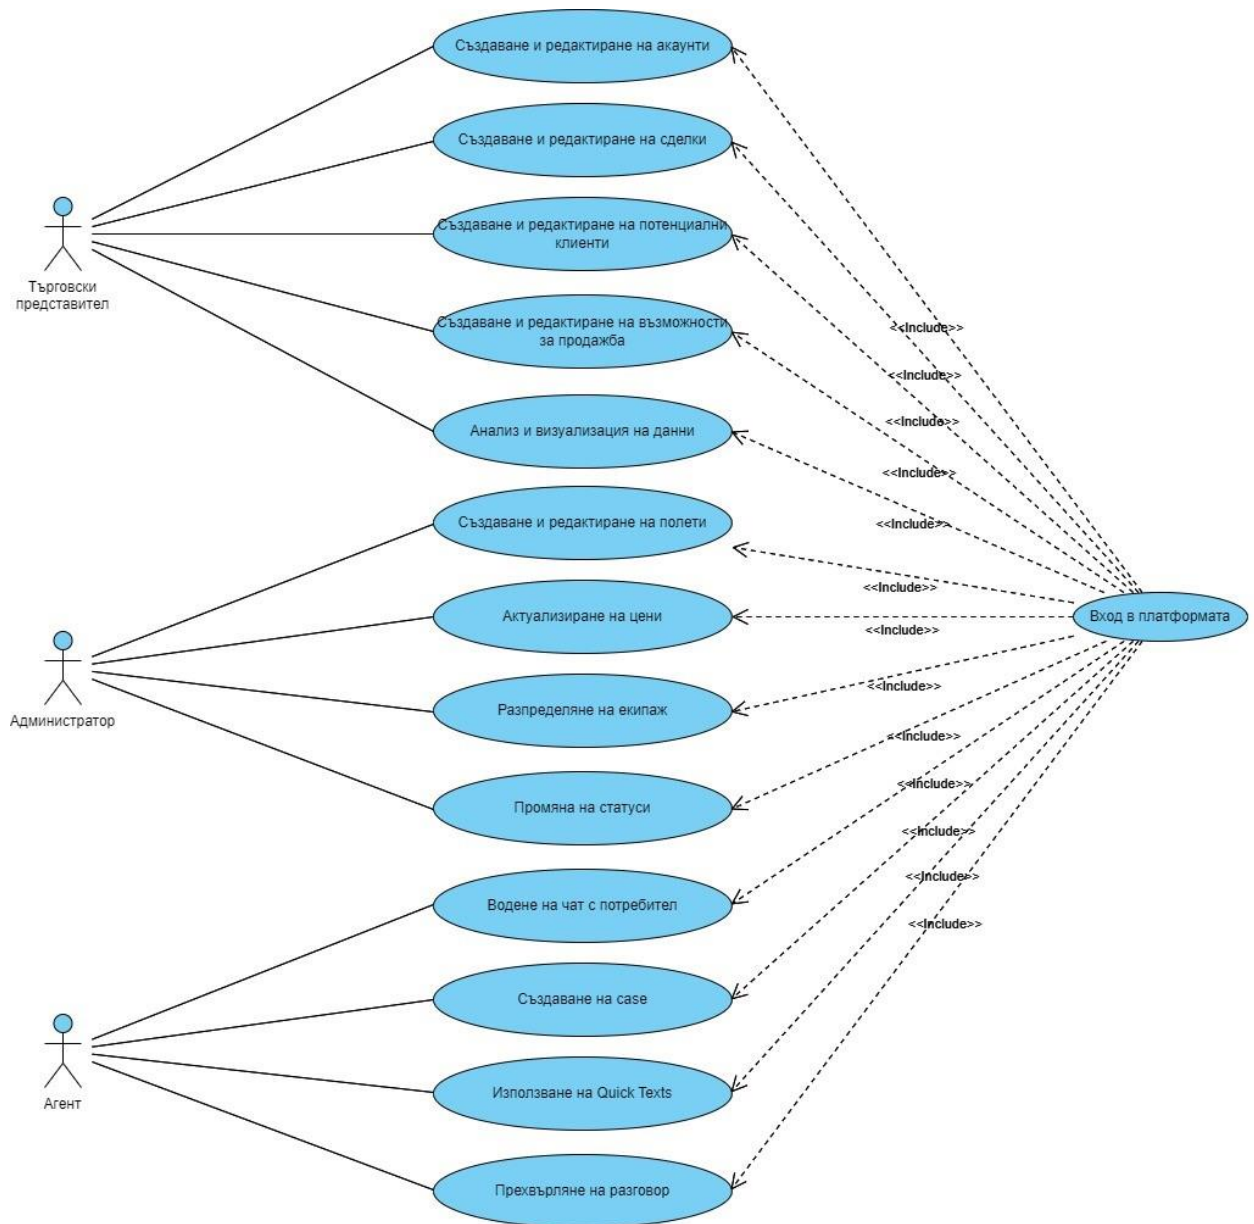 Създаване и редактиране на акаунти
Създаване и редактиране на сделки
Създаване и редактиране на потенциални
клиенти
Търговски
представител
Създаване и редактиране на възможности
за продажба
<<Include>>
<<Include>>
<<Include>>
Анализ и визуализация на данни
<<Include>>
<<Include>>
Създаване и редактиране на полети
<<Include>>
Актуализиране на цени
<<Include>>
Вход в платформата
Администратор
Разпределяне на екипаж
<<Include>>
<<Include>>
Промяна на статуси
<<Include>>
<<Include>>
<<Include>>
Водене на чат с потребител
<<Include>>
Създаване на case
Агент
Използване на Quick Texts
Прехвърляне на разговор